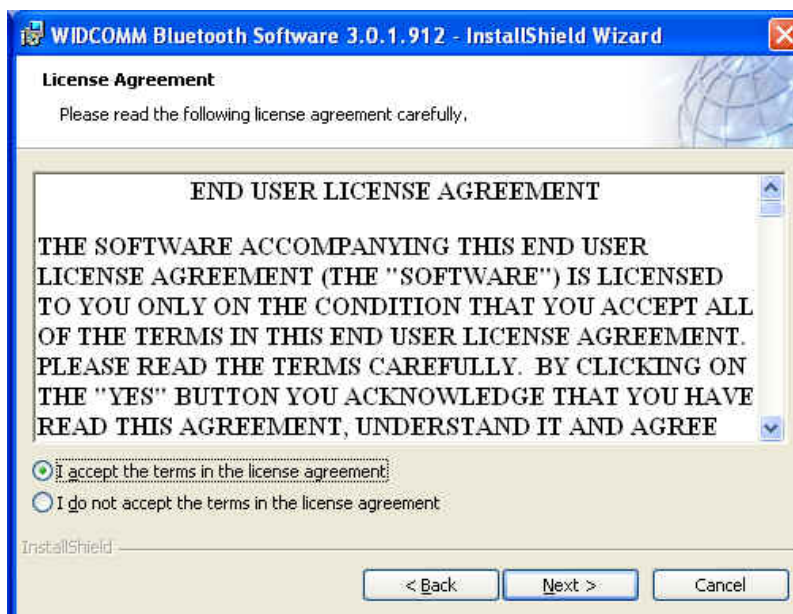 WIDCOMM Bluetooth Software 3.0.1.912 - InstallShield Wizard
License Agreement
Please read the following license agreement carefully.
END USER LICENSE AGREEMENT
THE SOFTWARE ACCOMPANYING THIS END USER
LICENSE AGREEMENT (THE "SOFTWARE") IS LICENSED
TO YOU ONLY ON THE CONDITION THAT YOU ACCEPT ALL
OF THE TERMS IN THIS END USER LICENSE AGREEMENT.
PLEASE READ THE TERMS CAREFULLY.  BY CLICKING ON
THE "YES" BUTTON YOU ACKNOWLEDGE THAT YOU HAVE
READ THIS AGREEMENT, UNDERSTAND IT AND AGREE
I accept the terms in the license agreement
I do not accept the terms in the license agreement
InstallShield
< Back
Next >
Cancel